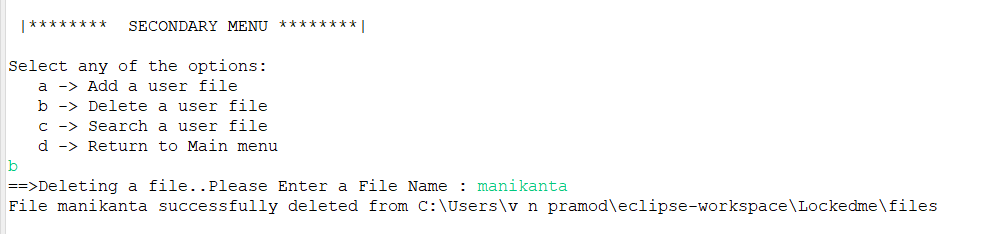 |******** SECONDARY MENU ********|
Select any of the options:
a -> Add a user file
b -> Delete a user file
c -> Search a user file
d -> Return to Main menu
b
==>Deleting a file..Please Enter a File Name : manikanta
File manikanta successfully deleted from C:\Users\v n pramod\eclipse-workspace\Lockedme\files